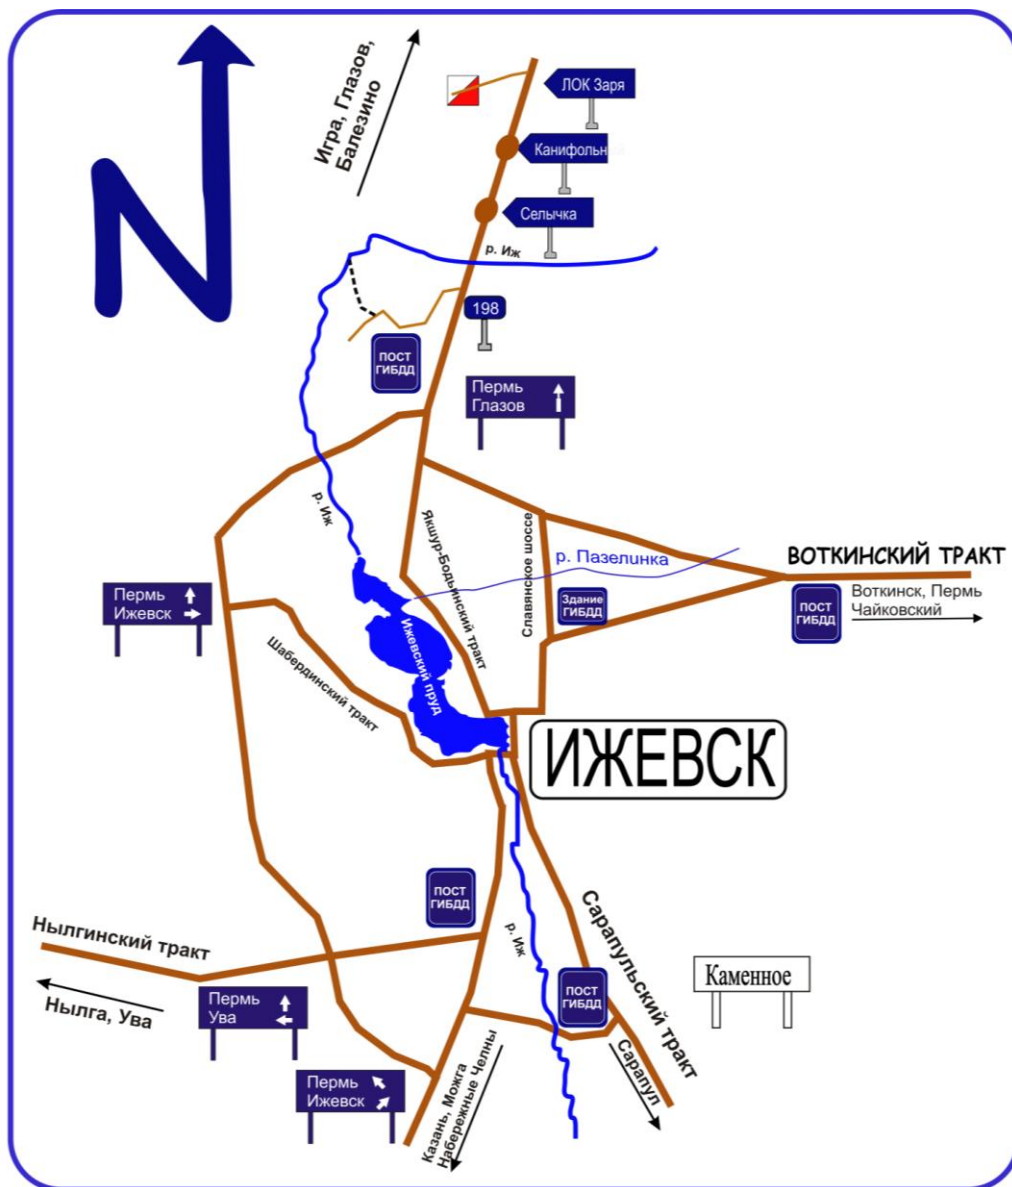 N
Игра, Глазов,
Балезино
ЛОК Заря
Канифольн
Селычка
р. Иж
198
ПОСТ
ГИБДД
Пермь
Глазов
р. Иж
Якшур-Бодьинский тракт
Славянское шоссе
р. Пазелинка
ВОТКИНСКИЙ ТРАКТ
Здание
ГИБДД
ПОСТ
ГИБДД
Воткинск, Пермь
Чайковский
Пермь
Ижевск
Шабердинский тракт
Ижевский пруд
ИЖЕВСК
ПОСТ
ГИБДД
Нылгинский тракт
Нылга, Ува
Пермь
Ува
Пермь
Ижевск
р. Иж
ПОСТ
ГИБДД
Сарапульский тракт
Каменное
Сарапул
Казань, Можга
Набережные Челны